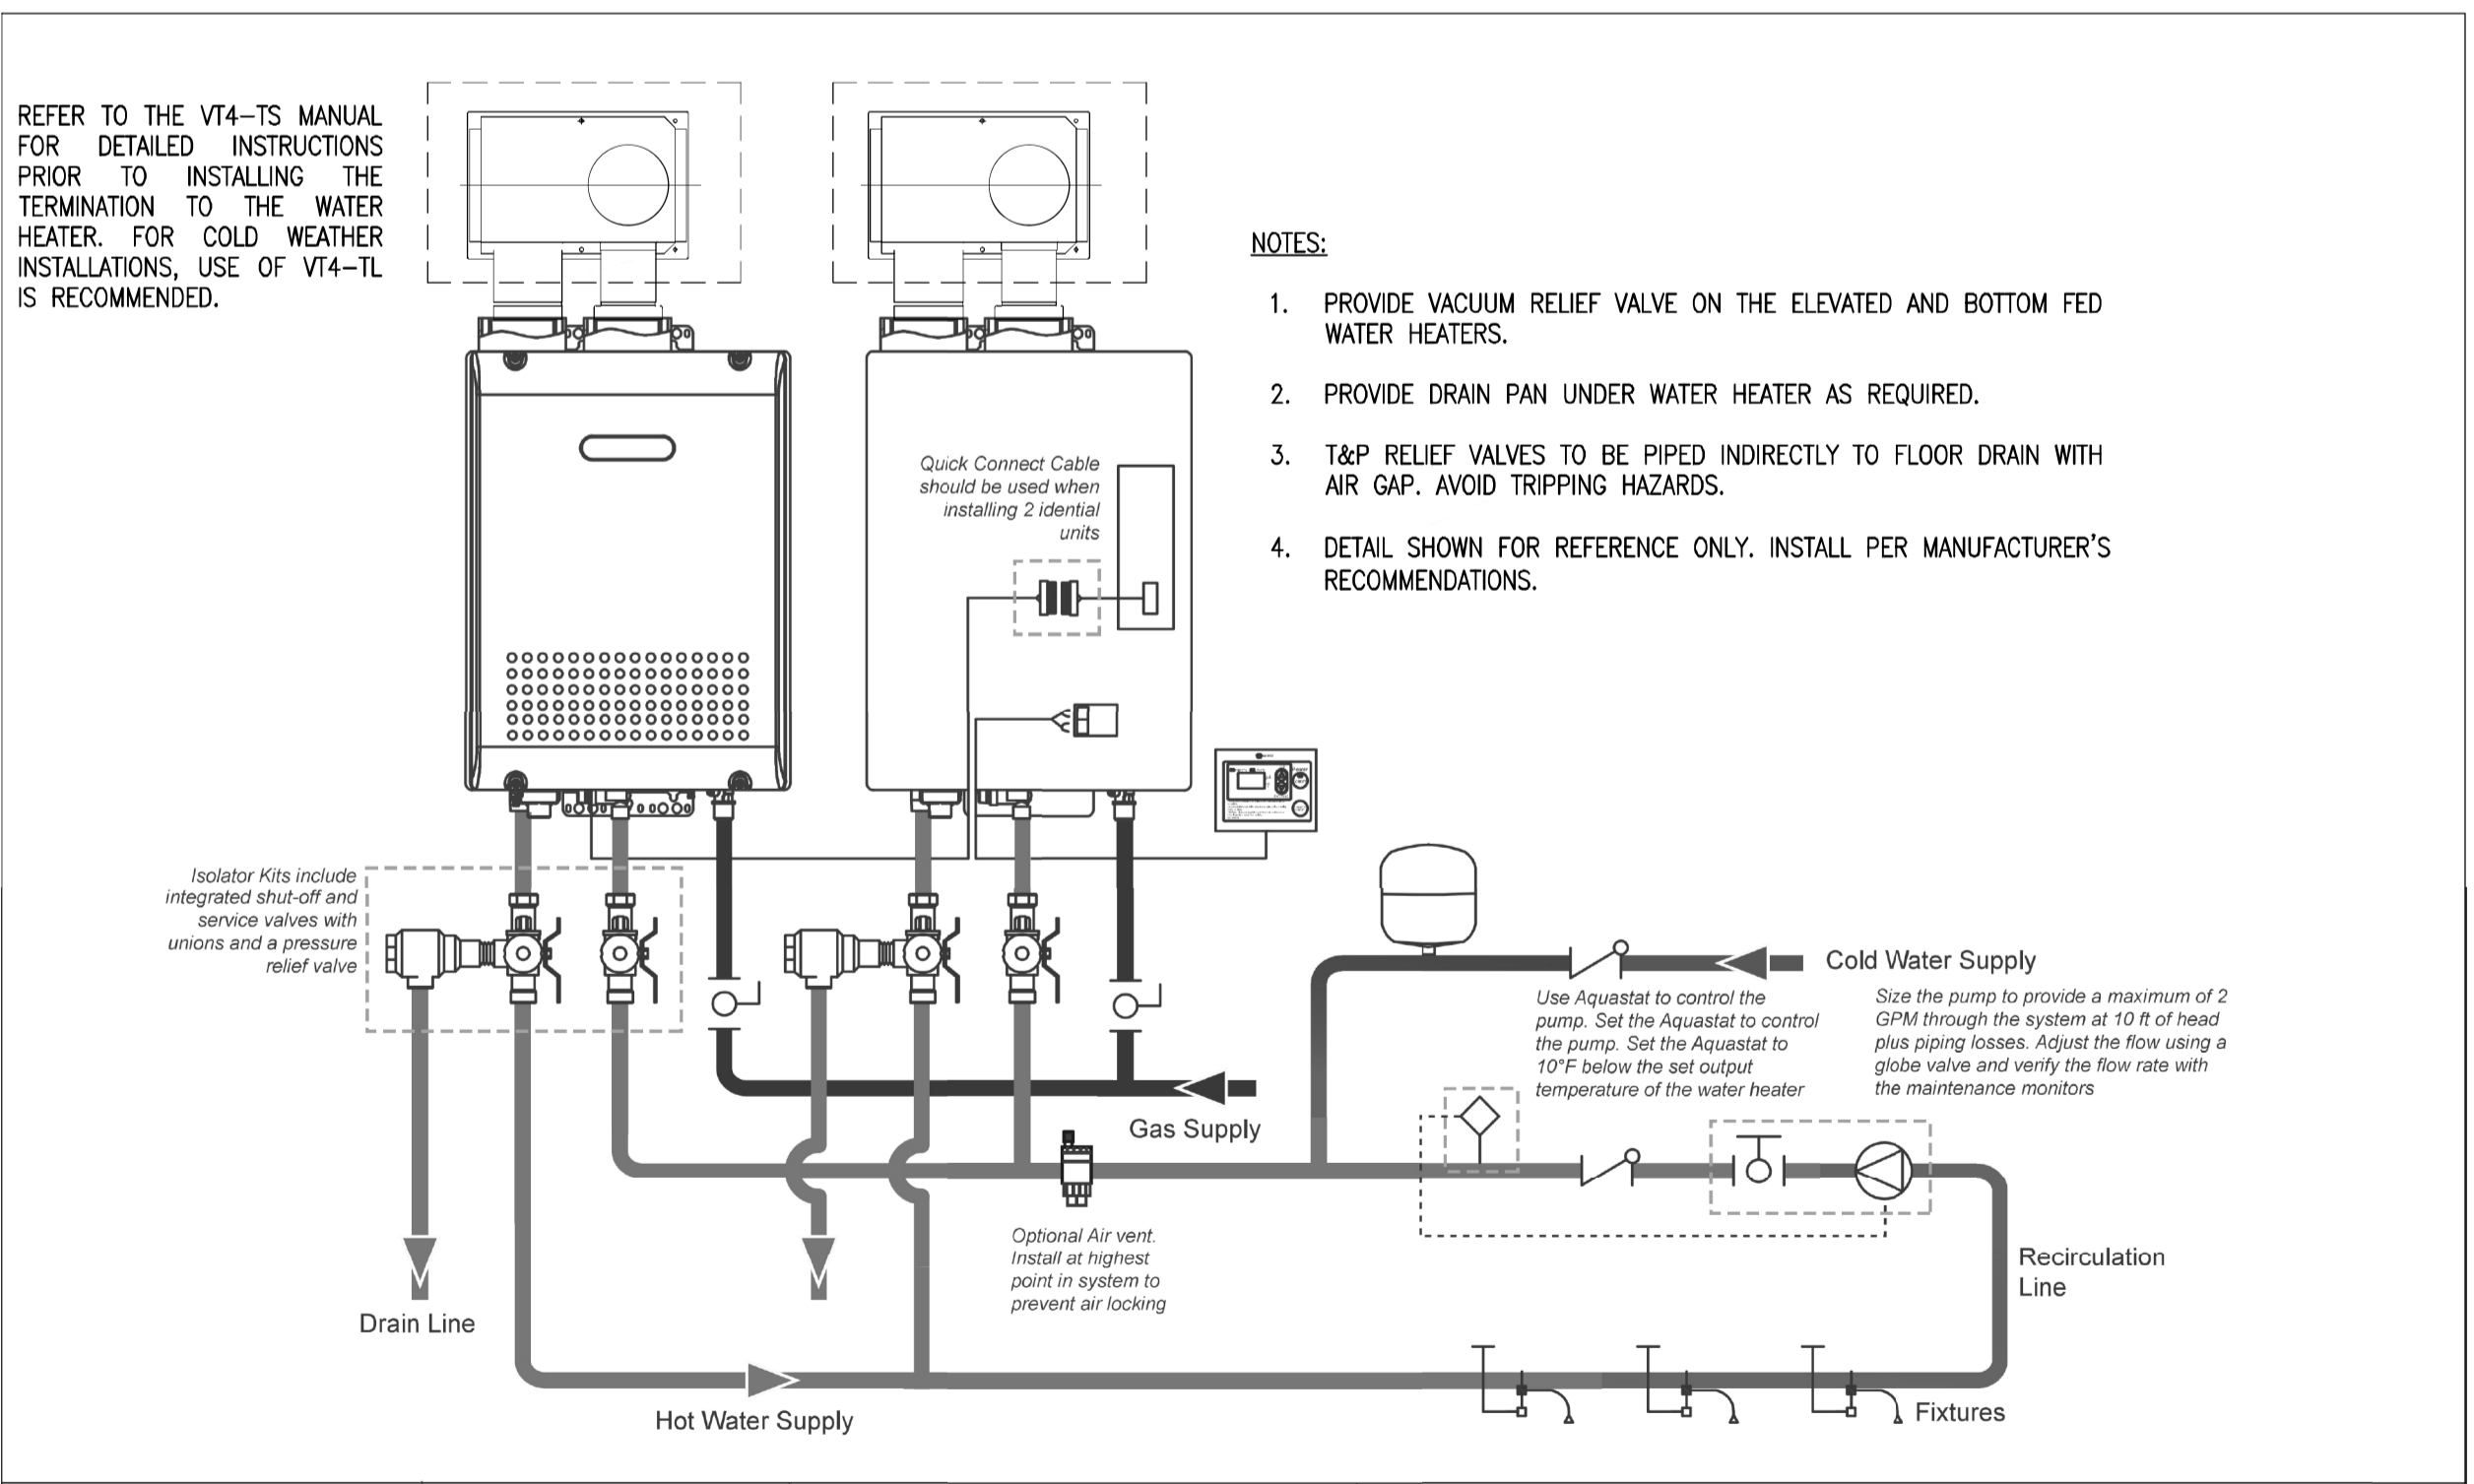 REFER TO THE VT4-TS MANUAL
FOR DETAILED INSTRUCTIONS
PRIOR TO INSTALLING THE
TERMINATION TO THE WATER
HEATER. FOR COLD WEATHER
INSTALLATIONS, USE OF VT4-TL
IS RECOMMENDED.
NOTES:
1. PROVIDE VACUUM RELIEF VALVE ON THE ELEVATED AND BOTTOM FED
WATER HEATERS.
2. PROVIDE DRAIN PAN UNDER WATER HEATER AS REQUIRED.
3. T&P RELIEF VALVES TO BE PIPED INDIRECTLY TO FLOOR DRAIN WITH
AIR GAP. AVOID TRIPPING HAZARDS.
4. DETAIL SHOWN FOR REFERENCE ONLY. INSTALL PER MANUFACTURER'S
RECOMMENDATIONS.
Quick Connect Cable
should be used when
installing 2 idential
units
Isolator Kits include
integrated shut-off and
service valves with
unions and a pressure
relief valve
Cold Water Supply
Use Aquastat to control the
pump. Set the Aquastat to control
the pump. Set the Aquastat to
10°F below the set output
temperature of the water heater
Size the pump to provide a maximum of 2
GPM through the system at 10 ft of head
plus piping losses. Adjust the flow using a
globe valve and verify the flow rate with
the maintenance monitors
Gas Supply
Optional Air vent.
Install at highest
point in system to
prevent air locking
Recirculation
Line
Drain Line
Hot Water Supply
Fixtures